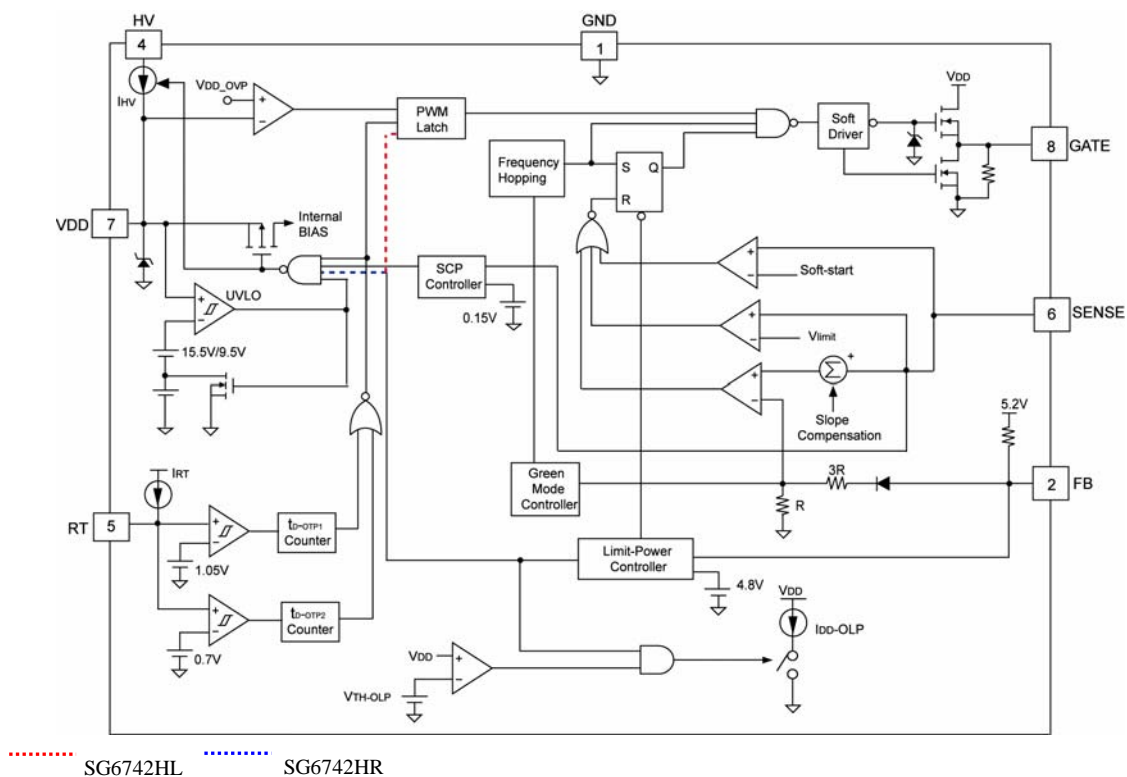 HV
4
GND
1
IHV
VDD_OVP
+
−
PWM
Latch
VDD
Soft
Driver
8
GATE
Frequency
Hopping
S
Q
R
VDD
7
Internal
BIAS
SCP
Controller
0.15V
+
−
Soft-start
UVLO
+
−
15.5V/9.5V
6
SENSE
+
−
Vlimit
+
−
Σ
+
Slope
Compensation
5.2V
IRT
Green
Mode
Controller
3R
R
2
FB
RT
5
+
−
tD-OTP1
Counter
1.05V
Limit-Power
Controller
4.8V
+
−
tD-OTP2
Counter
0.7V
VDD
IDD-OLP
VDD
+
−
VTH-OLP
SG6742HL
SG6742HR